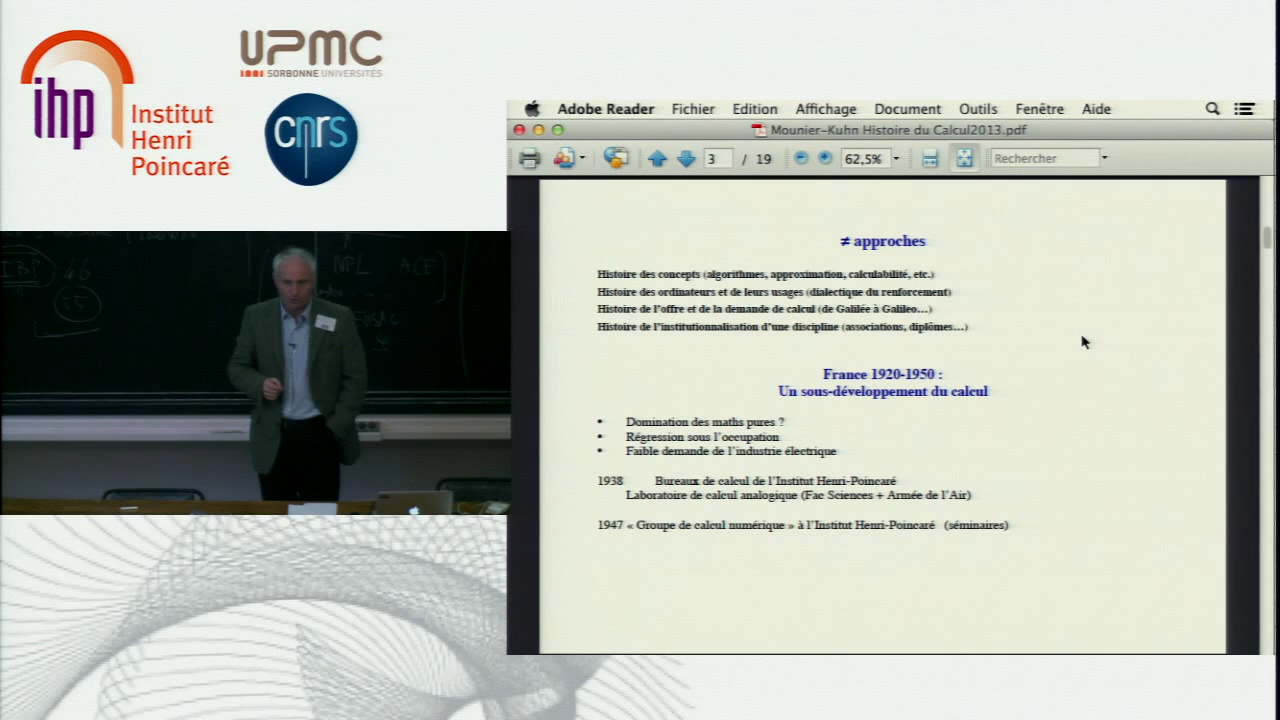 ihp
Institut
Henri
Poincaré
UPMC
SORBONNE UNIVERSITÉS
cnrs
Adobe Reader Fichier Edition Affichage Document Outils Fenêtre Aide
Mounier-Kuhn Histoire du Calcul2013.pdf
3 / 19 62,5% Rechercher
≠ approches
Histoire des concepts (algorithmes, approximation, calculabilité, etc.)
Histoire des ordinateurs et de leurs usages (dialectique du renforcement)
Histoire de l'offre et de la demande de calcul (de Galilée à Galileo…)
Histoire de l'institutionnalisation d'une discipline (associations, diplômes…)
France 1920-1950 :
Un sous-développement du calcul
• Domination des maths pures ?
• Régression sous l'occupation
• Faible demande de l'industrie électrique
1938 Bureaux de calcul de l'Institut Henri-Poincaré
Laboratoire de calcul analogique (Fac Sciences + Armée de l'Air)
1947 « Groupe de calcul numérique » à l'Institut Henri-Poincaré (séminaires)
NPL ACE